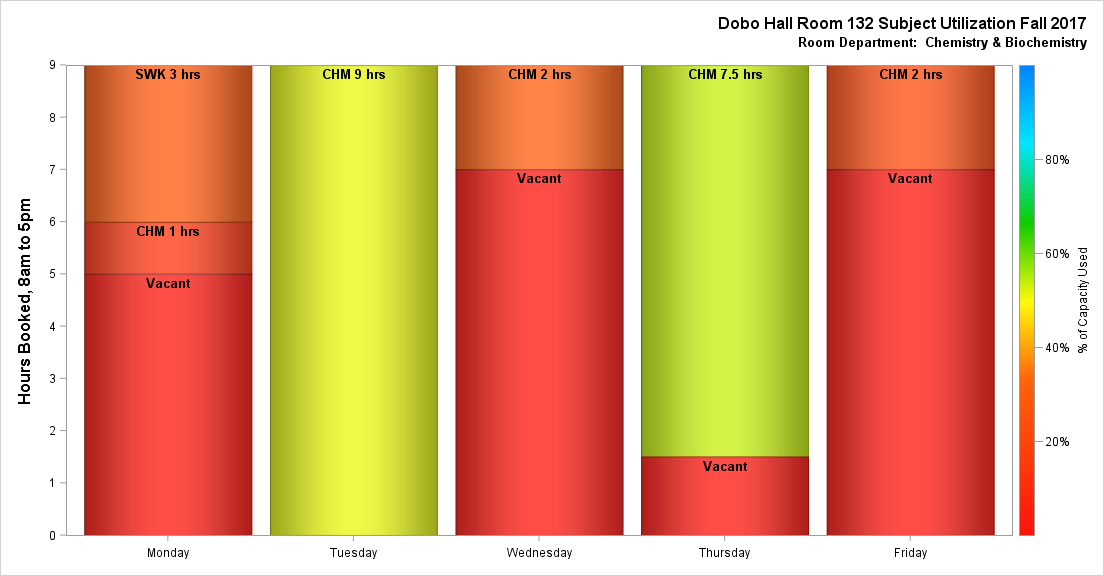 Dobo Hall Room 132 Subject Utilization Fall 2017
Room Department: Chemistry & Biochemistry
Hours Booked, 8am to 5pm
9
8
7
6
5
4
3
2
1
0
SWK 3 hrs
CHM 1 hrs
Vacant
CHM 9 hrs
CHM 2 hrs
Vacant
CHM 7.5 hrs
Vacant
CHM 2 hrs
Vacant
Monday
Tuesday
Wednesday
Thursday
Friday
80%
60%
40%
20%
% of Capacity Used